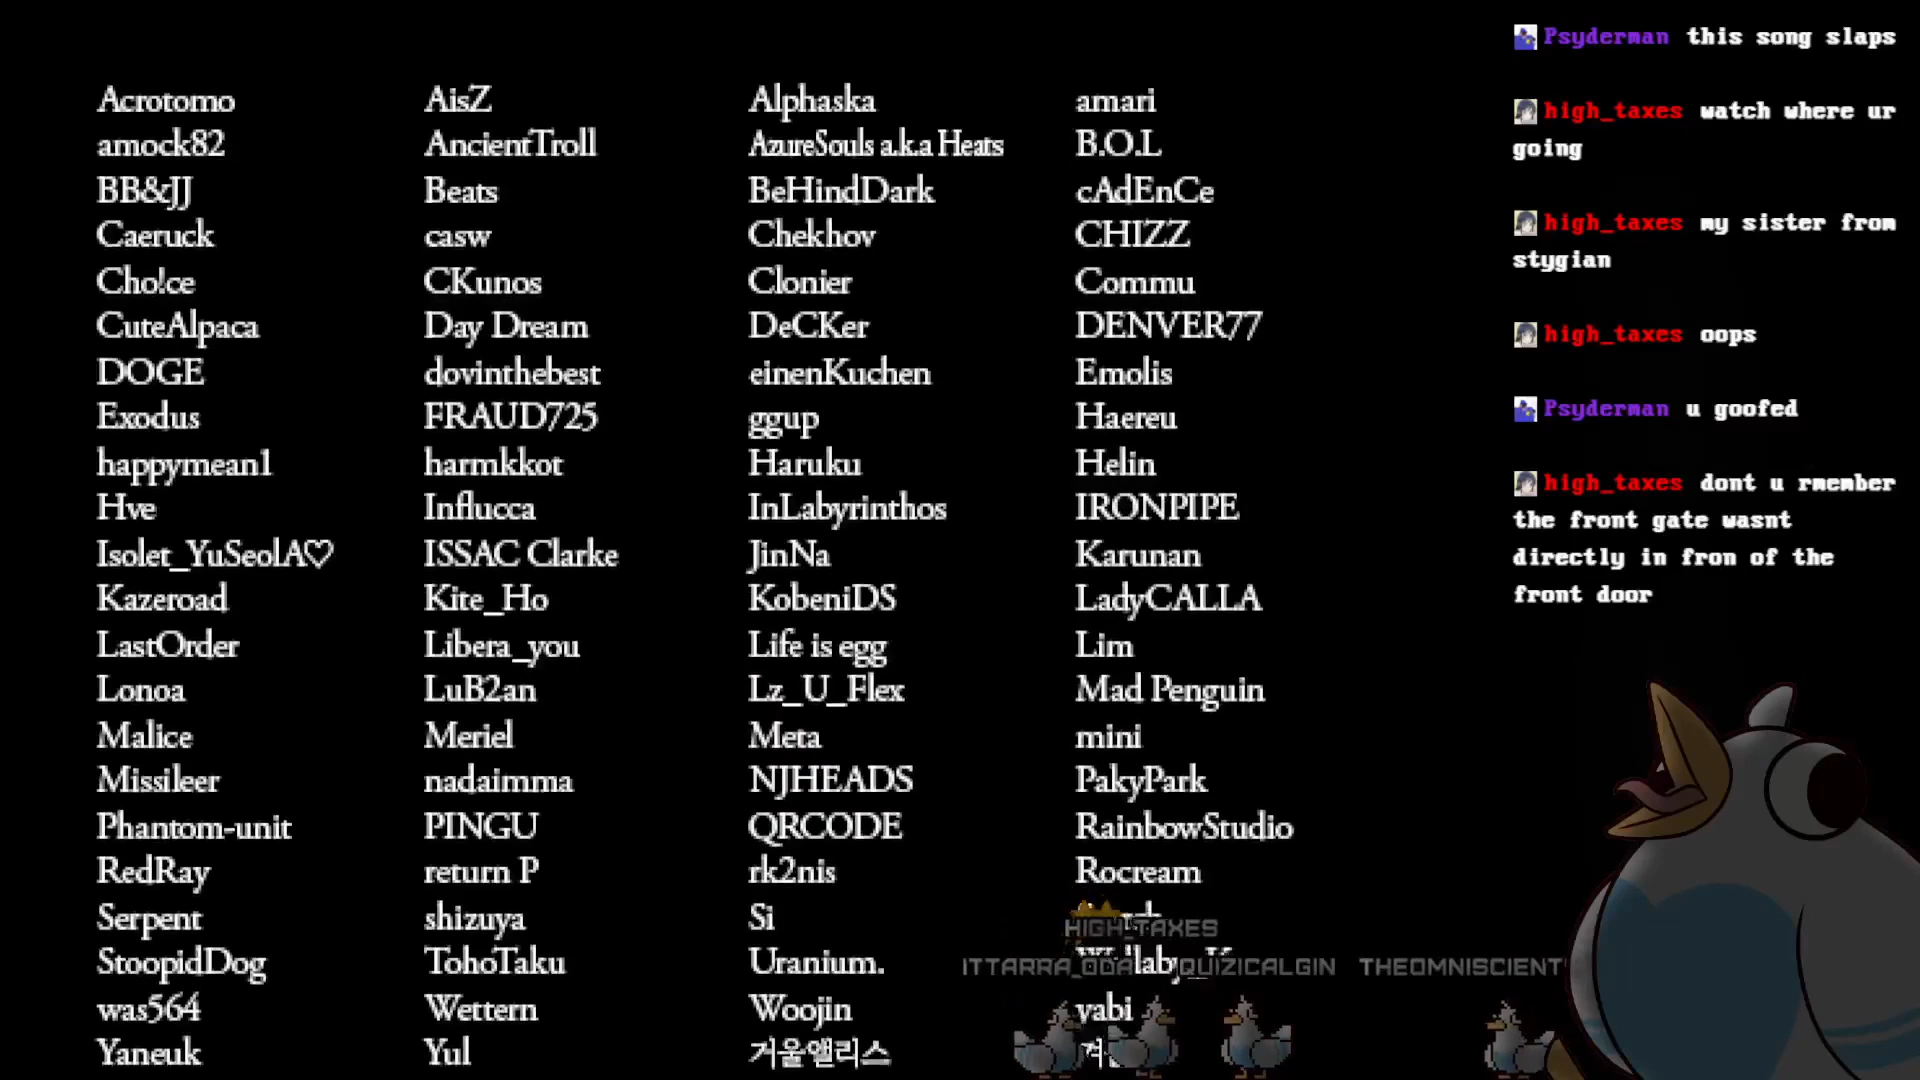 Acrotomo AisZ Alphaska amari
amock82 AncientTroll AzureSouls a.k.a Heats B.O.L
BB&JJ Beats BeHindDark cAdEnCe
Caeruck casw Chekhov CHIZZ
Cho!ce CKunos Clonier Commu
CuteAlpaca Day Dream DeCKer DENVER77
DOGE dovinthebest einenKuchen Emolis
Exodus FRAUD725 ggup Haereu
happymean1 harmkkot Haruku Helin
Hve Influcca InLabyrinthos IRONPIPE
Isolet_YuSeolA♡ ISSAC Clarke JinNa Karunan
Kazeroad Kite_Ho KobeniDS LadyCALLA
LastOrder Libera_you Life is egg Lim
Lonoa LuB2an Lz_U_Flex Mad Penguin
Malice Meriel Meta mini
Missileer nadaimma NJHEADS PakyPark
Phantom-unit PINGU QRCODE RainbowStudio
RedRay return P rk2nis Rocream
Serpent shizuya Si
StoopidDog TohoTaku Uranium.
was564 Wettern Woojin yabi
Yaneuk Yul 거울앨리스
HIGH_TAXES
QUIZICALGIN THEOMNISCIENT
Psyderman this song slaps
high_taxes watch where ur
going
high_taxes my sister from
stygian
high_taxes oops
Psyderman u goofed
high_taxes dont u rmember
the front gate wasnt
directly in fron of the
front door